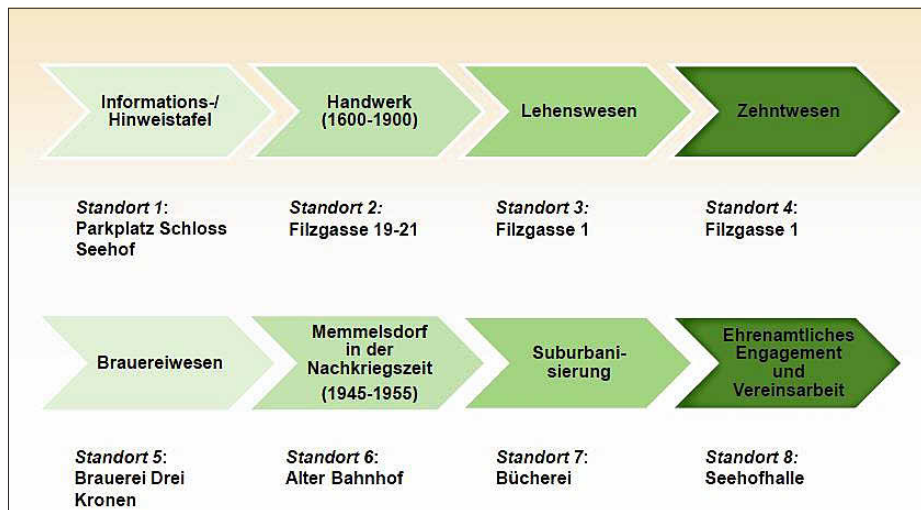 Informations-/
Hinweistafel
Handwerk
(1600-1900)
Lehenswesen
Zehntwesen
Standort 1:
Parkplatz Schloss
Seehof
Standort 2:
Filzgasse 19-21
Standort 3:
Filzgasse 1
Standort 4:
Filzgasse 1
Brauereiwesen
Memmelsdorf
in der
Nachkriegszeit
(1945-1955)
Suburbani-
sierung
Ehrenamtliches
Engagement
und
Vereinsarbeit
Standort 5:
Brauerei Drei
Kronen
Standort 6:
Alter Bahnhof
Standort 7:
Bücherei
Standort 8:
Seehofhalle